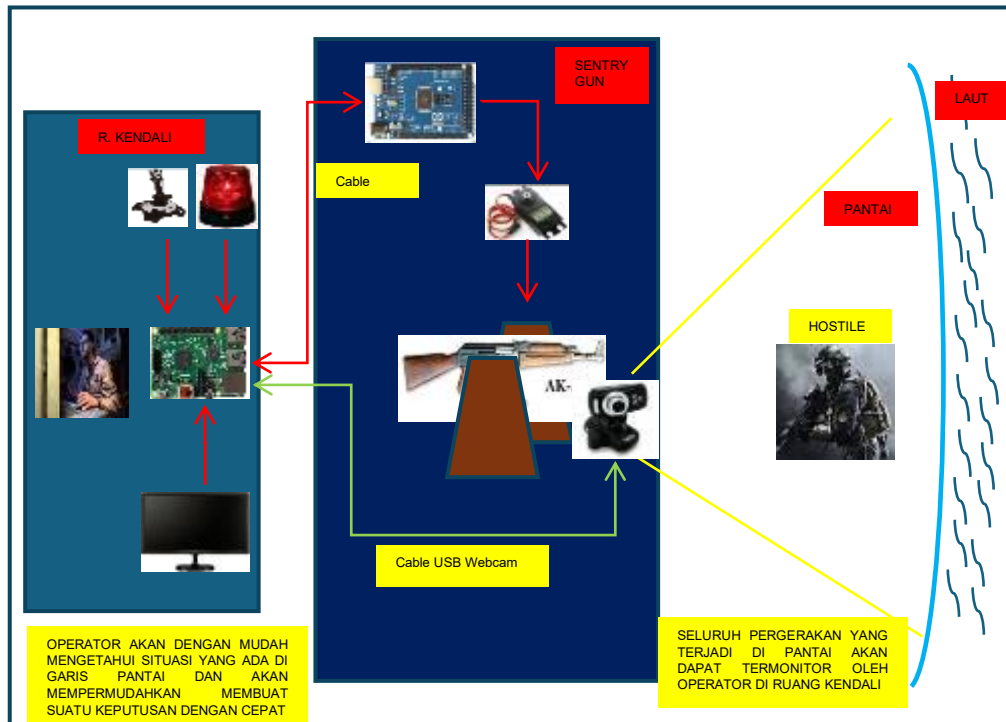 SENTRY
GUN
LAUT
R. KENDALI
Cable
PANTAI
HOSTILE
AK-
Cable USB Webcam
OPERATOR AKAN DENGAN MUDAH
MENGETAHUI SITUASI YANG ADA DI
GARIS PANTAI DAN AKAN
MEMPERMUDAHKAN MEMBUAT
SUATU KEPUTUSAN DENGAN CEPAT
SELURUH PERGERAKAN YANG
TERJADI DI PANTAI AKAN
DAPAT TERMONITOR OLEH
OPERATOR DI RUANG KENDALI